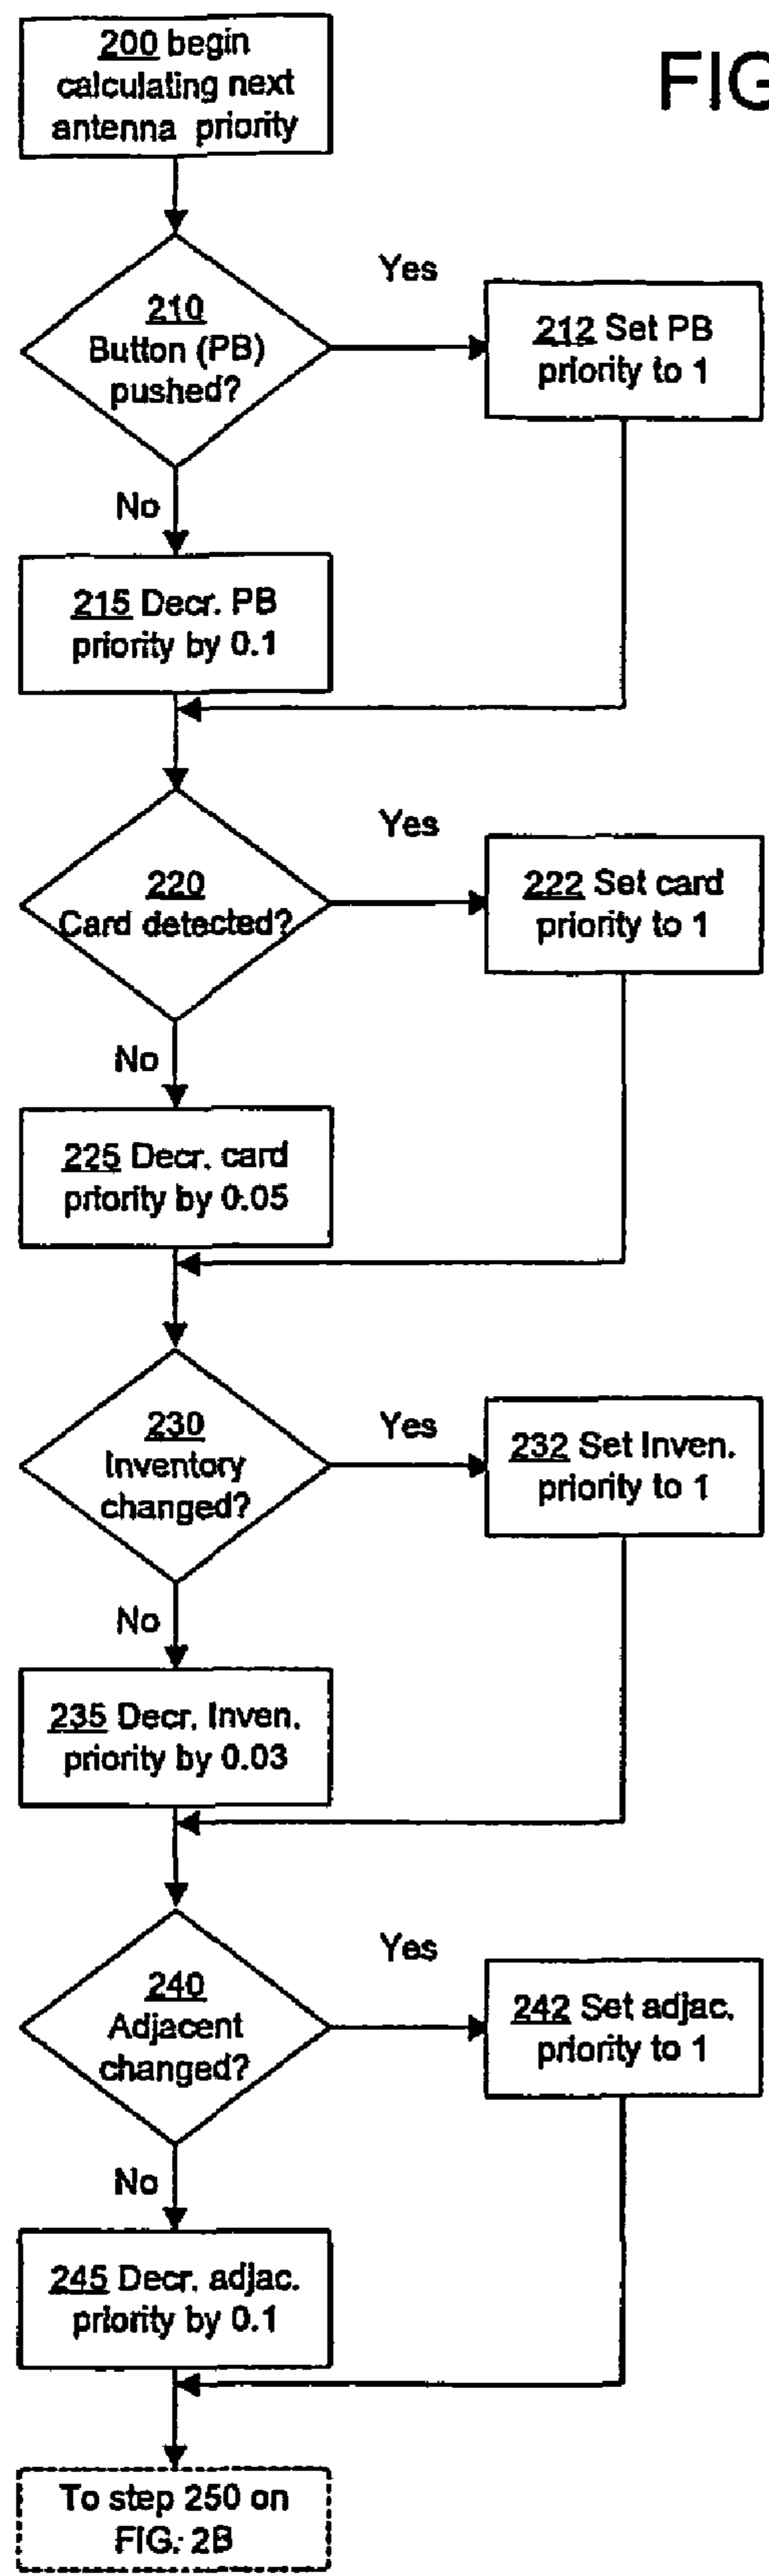 200 begin
calculating next
antenna priority
FIG
210
Button (PB)
pushed?
Yes
212 Set PB
priority to 1
No
215 Decr. PB
priority by 0.1
220
Card detected?
Yes
222 Set card
priority to 1
No
225 Decr. card
priority by 0.05
230
Inventory
changed?
Yes
232 Set Inven.
priority to 1
No
235 Decr. Inven.
priority by 0.03
240
Adjacent
changed?
Yes
242 Set adjac.
priority to 1
No
245 Decr. adjac.
priority by 0.1
To step 250 on
FIG. 2B